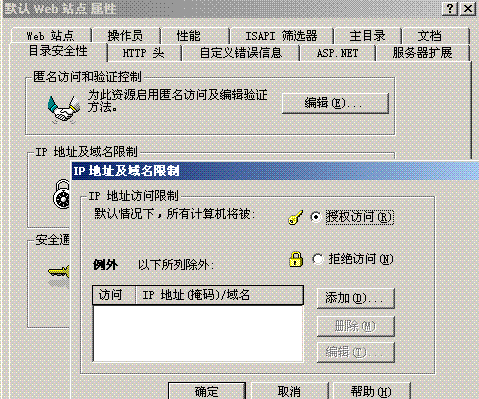 默认 Web 站点 属性
Web 站点 操作员 性能 ISAPI 筛选器 主目录 文档
目录安全性 HTTP 头 自定义错误信息 ASP.NET 服务器扩展
匿名访问和验证控制
为此资源启用匿名访问及编辑验证
方法。
编辑(E)...
IP 地址及域名限制
IP 地址及域名限制
IP 地址访问限制
默认情况下，所有计算机将被:
授权访问(R)
安全通
拒绝访问(N)
例外 以下所列除外:
访问 IP 地址(掩码)/域名
添加(D)...
删除(M)
编辑(T)...
确定 取消 帮助(H)